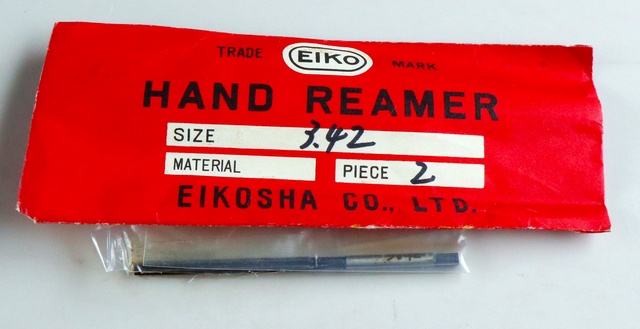 TRADE EIKO MARK
HAND REAMER
SIZE 3.42
MATERIAL PIECE 2
EIKOSHA CO., LTD.